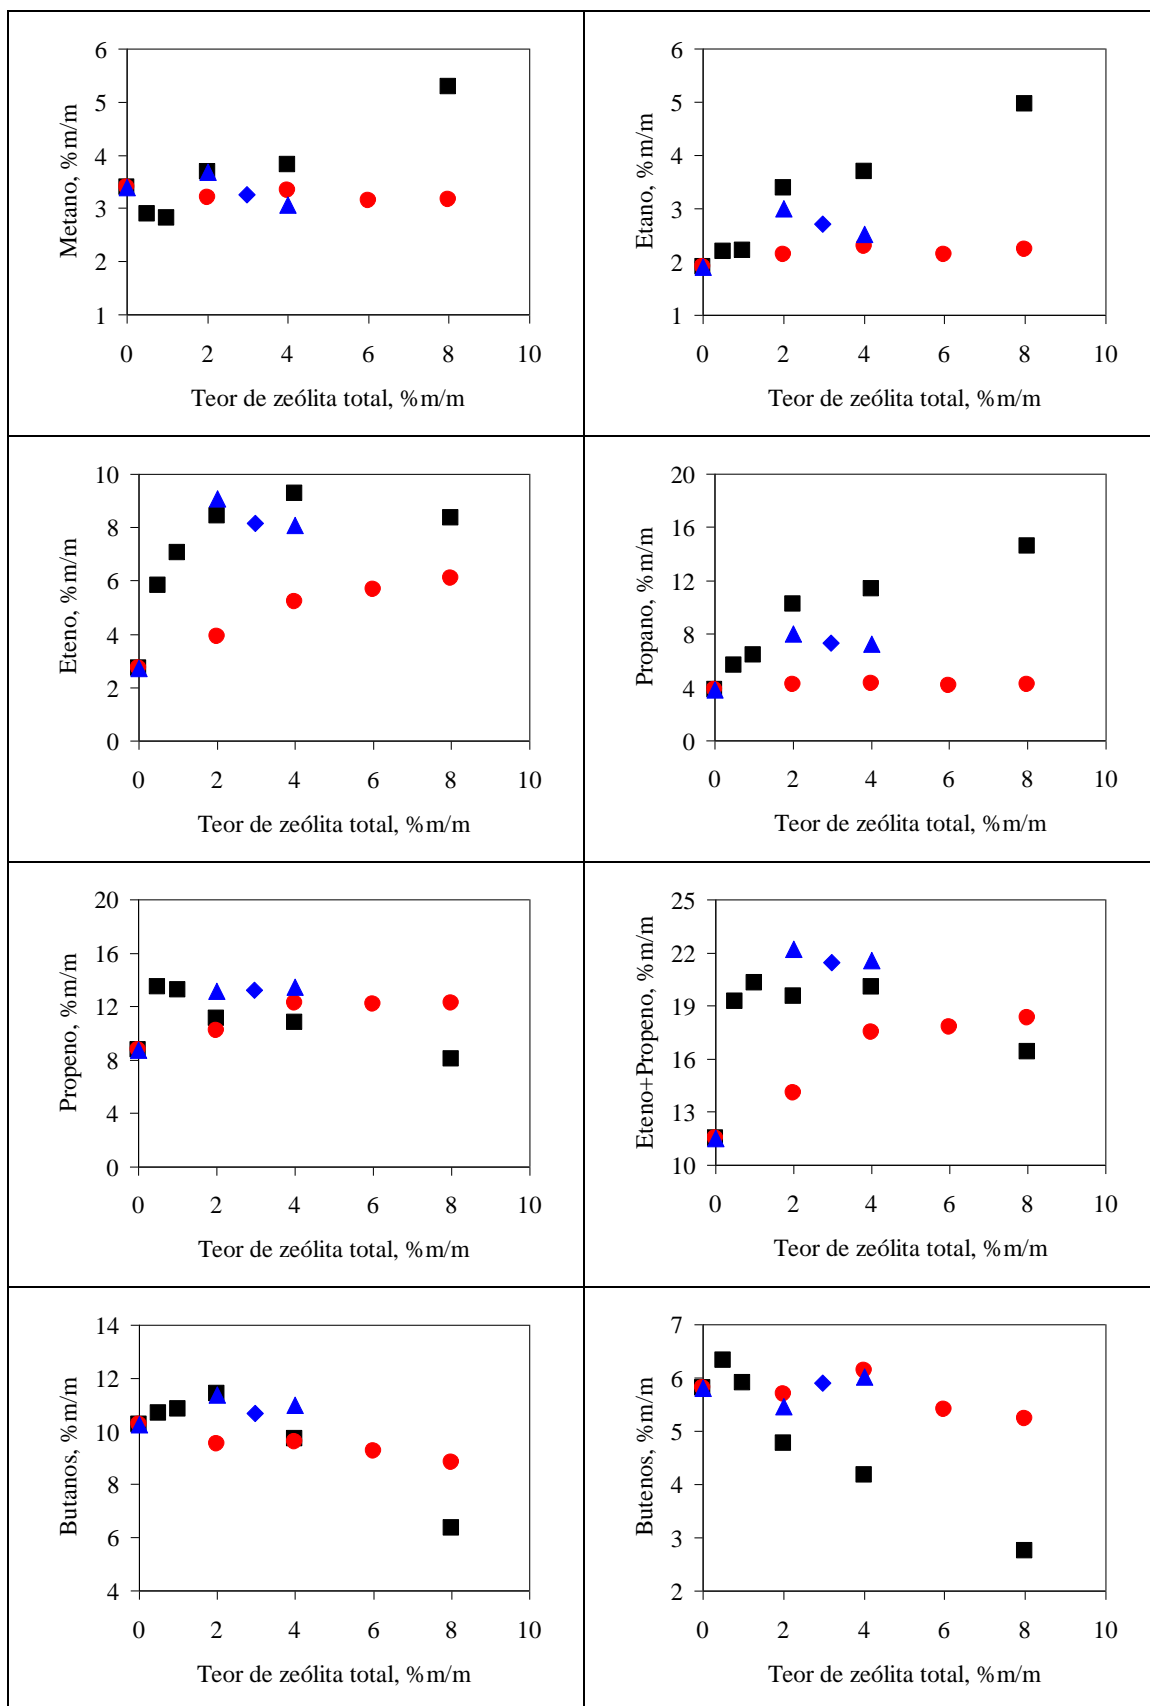 Metano, %m/m
6
5
4
3
2
1
0 2 4 6 8 10
Teor de zeólita total, %m/m
Etano, %m/m
6
5
4
3
2
1
0 2 4 6 8 10
Teor de zeólita total, %m/m
Eteno, %m/m
10
8
6
4
2
0
0 2 4 6 8 10
Teor de zeólita total, %m/m
Propano, %m/m
20
16
12
8
4
0
0 2 4 6 8 10
Teor de zeólita total, %m/m
Propeno, %m/m
20
16
12
8
4
0
0 2 4 6 8 10
Teor de zeólita total, %m/m
Eteno+Propeno, %m/m
25
22
19
16
13
10
0 2 4 6 8 10
Teor de zeólita total, %m/m
Butanos, %m/m
14
12
10
8
6
4
0 2 4 6 8 10
Teor de zeólita total, %m/m
Butenos, %m/m
7
6
5
4
3
2
0 2 4 6 8 10
Teor de zeólita total, %m/m